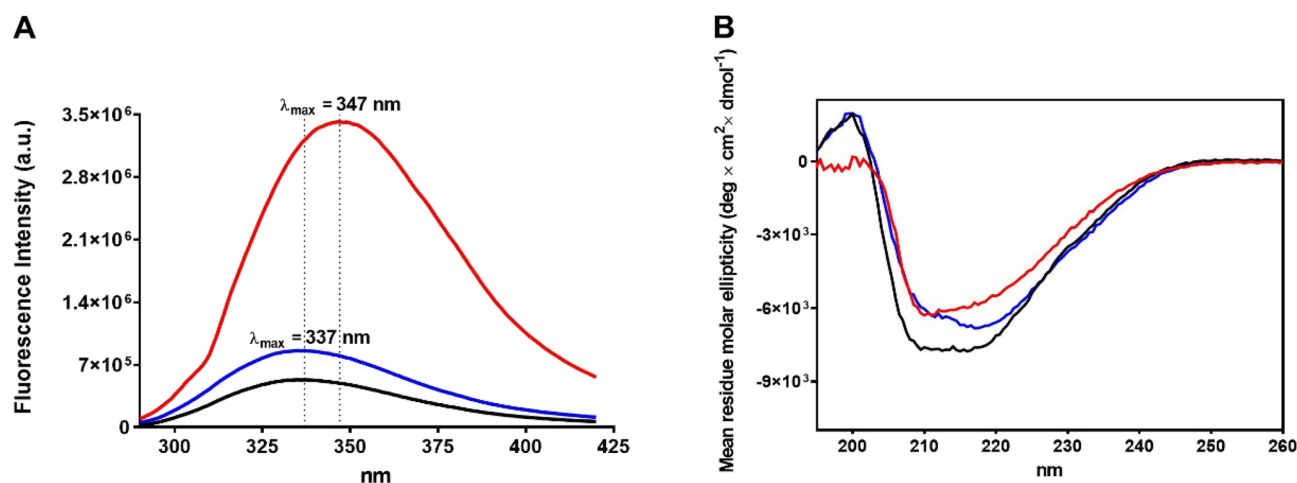 A
Fluorescence Intensity (a.u.)
3.5×10⁶
2.8×10⁶
2.1×10⁶
1.4×10⁶
7×10⁵
0
λmax = 347 nm
λmax = 337 nm
300 325 350 375 400 425
nm
B
Mean residue molar ellipticity (deg × cm²× dmol⁻¹)
0
-3×10³
-6×10³
-9×10³
200 210 220 230 240 250 260
nm